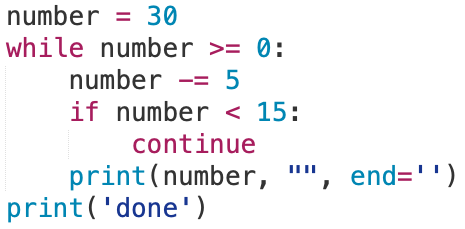 number = 30
while number >= 0:
    number -= 5
    if number < 15:
        continue
    print(number, "", end='')
print('done')